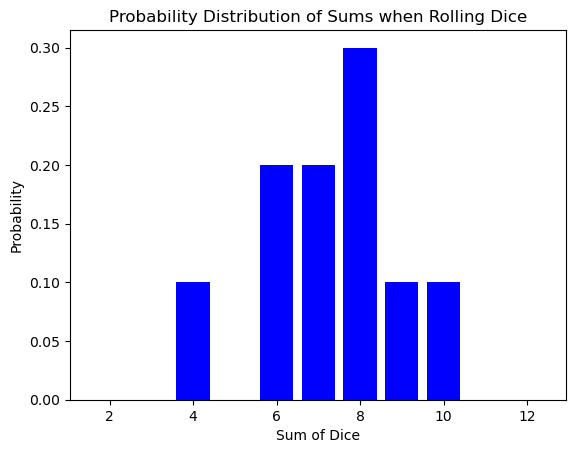 Probability Distribution of Sums when Rolling Dice
0.30
0.25
0.20
0.15
0.10
0.05
0.00
Probability
2 4 6 8 10 12
Sum of Dice